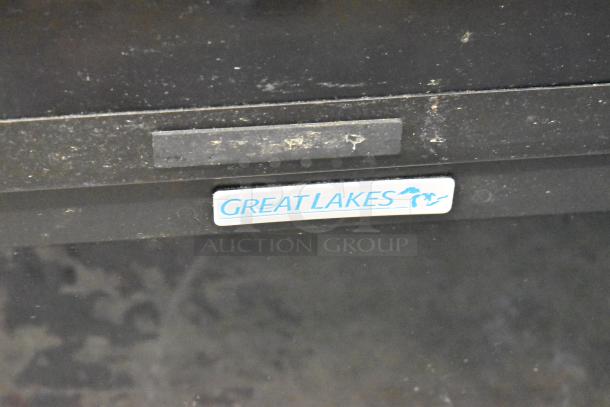 GREAT LAKES
AUCTION GROUP